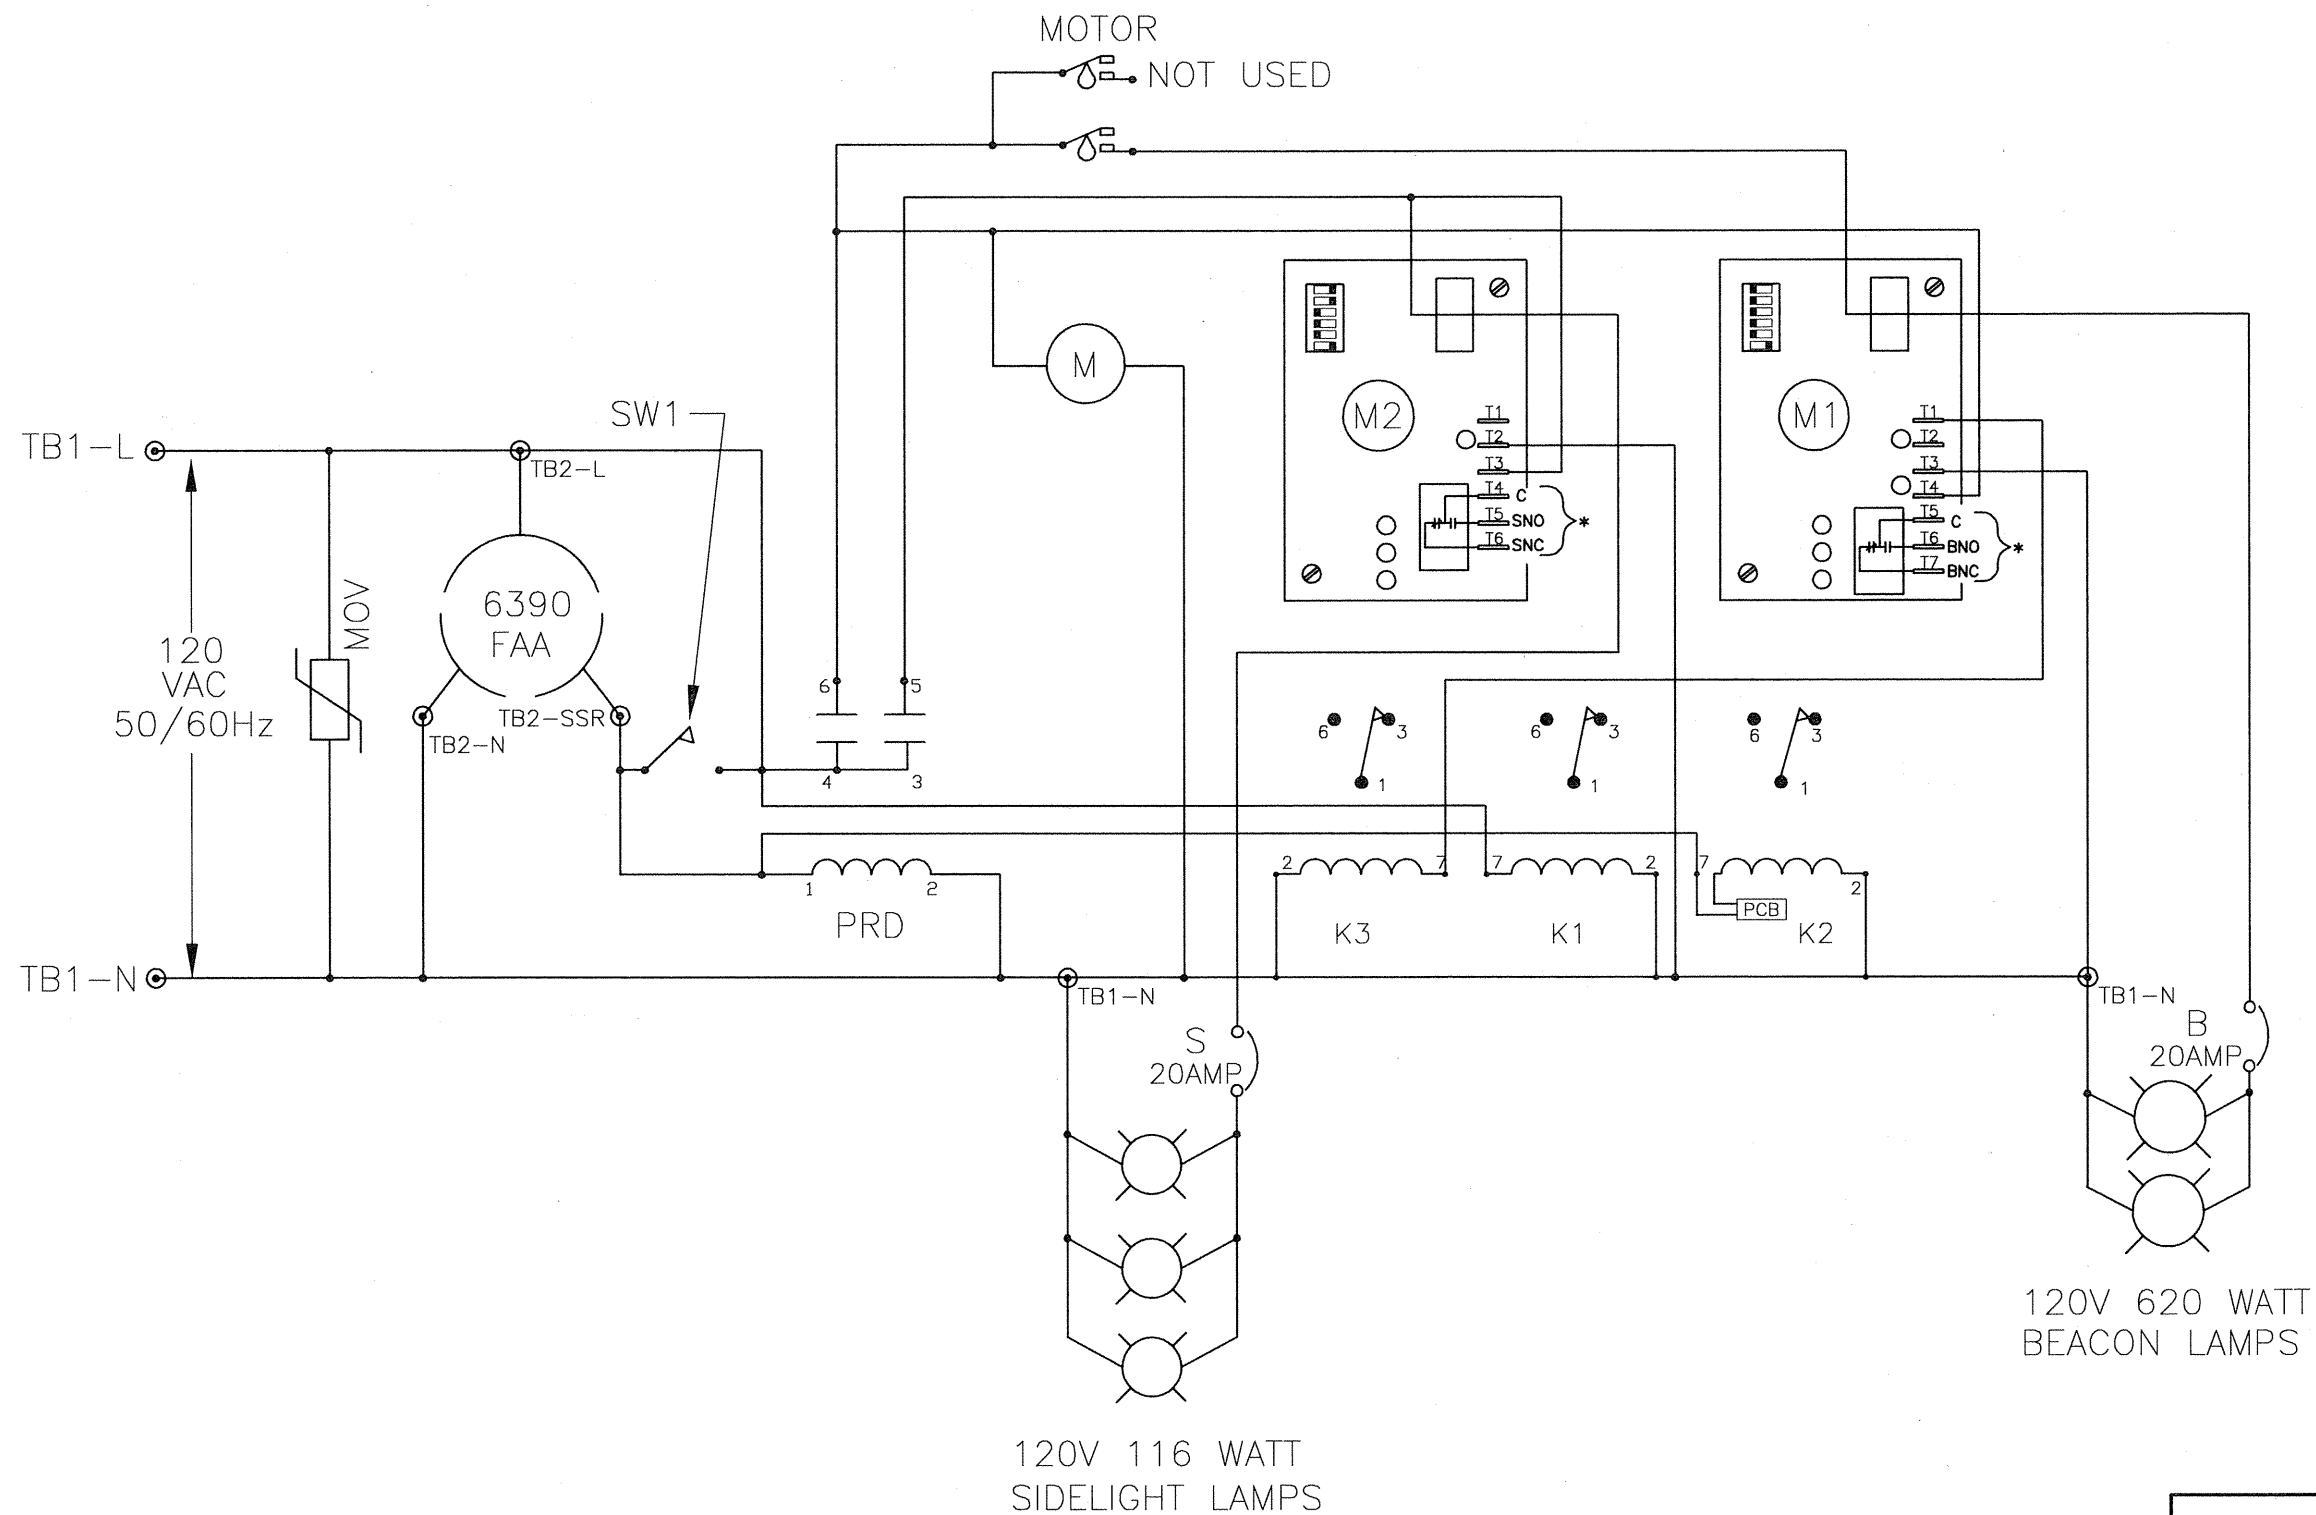 MOTOR
NOT USED
SW1
TB1-L
TB2-L
120
VAC
50/60Hz
MOV
6390
FAA
TB2-N
TB2-SSR
TB1-N
6
5
4
3
M
M2
T1
T2
T3
T4 C
T5 SNO
T6 SNC
*
M1
T1
T2
T3
T4
T5 C
T6 BNO
T7 BNC
*
6
3
1
6
3
1
6
3
1
1
2
PRD
2
7
K3
7
2
K1
7
2
PCB
K2
TB1-N
TB1-N
S
20AMP
B
20AMP
120V 620 WATT
BEACON LAMPS
120V 116 WATT
SIDELIGHT LAMPS